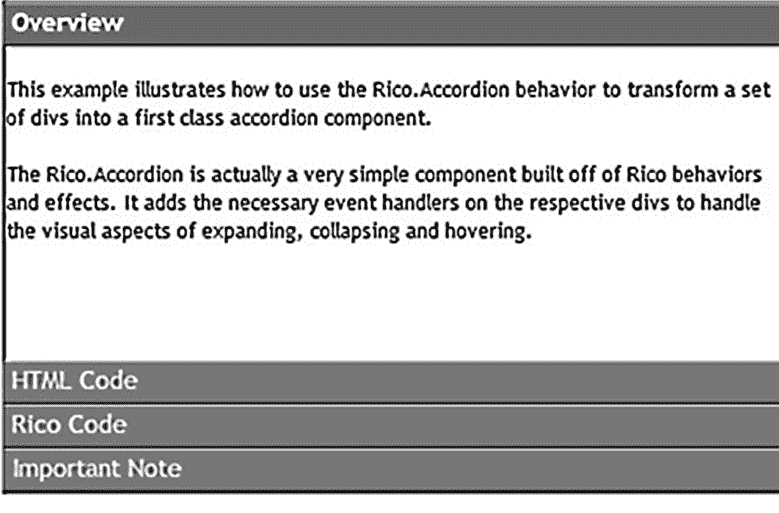 Overview
This example illustrates how to use the Rico.Accordion behavior to transform a set
of divs into a first class accordion component.
The Rico.Accordion is actually a very simple component built off of Rico behaviors
and effects. It adds the necessary event handlers on the respective divs to handle
the visual aspects of expanding, collapsing and hovering.
HTML Code
Rico Code
Important Note